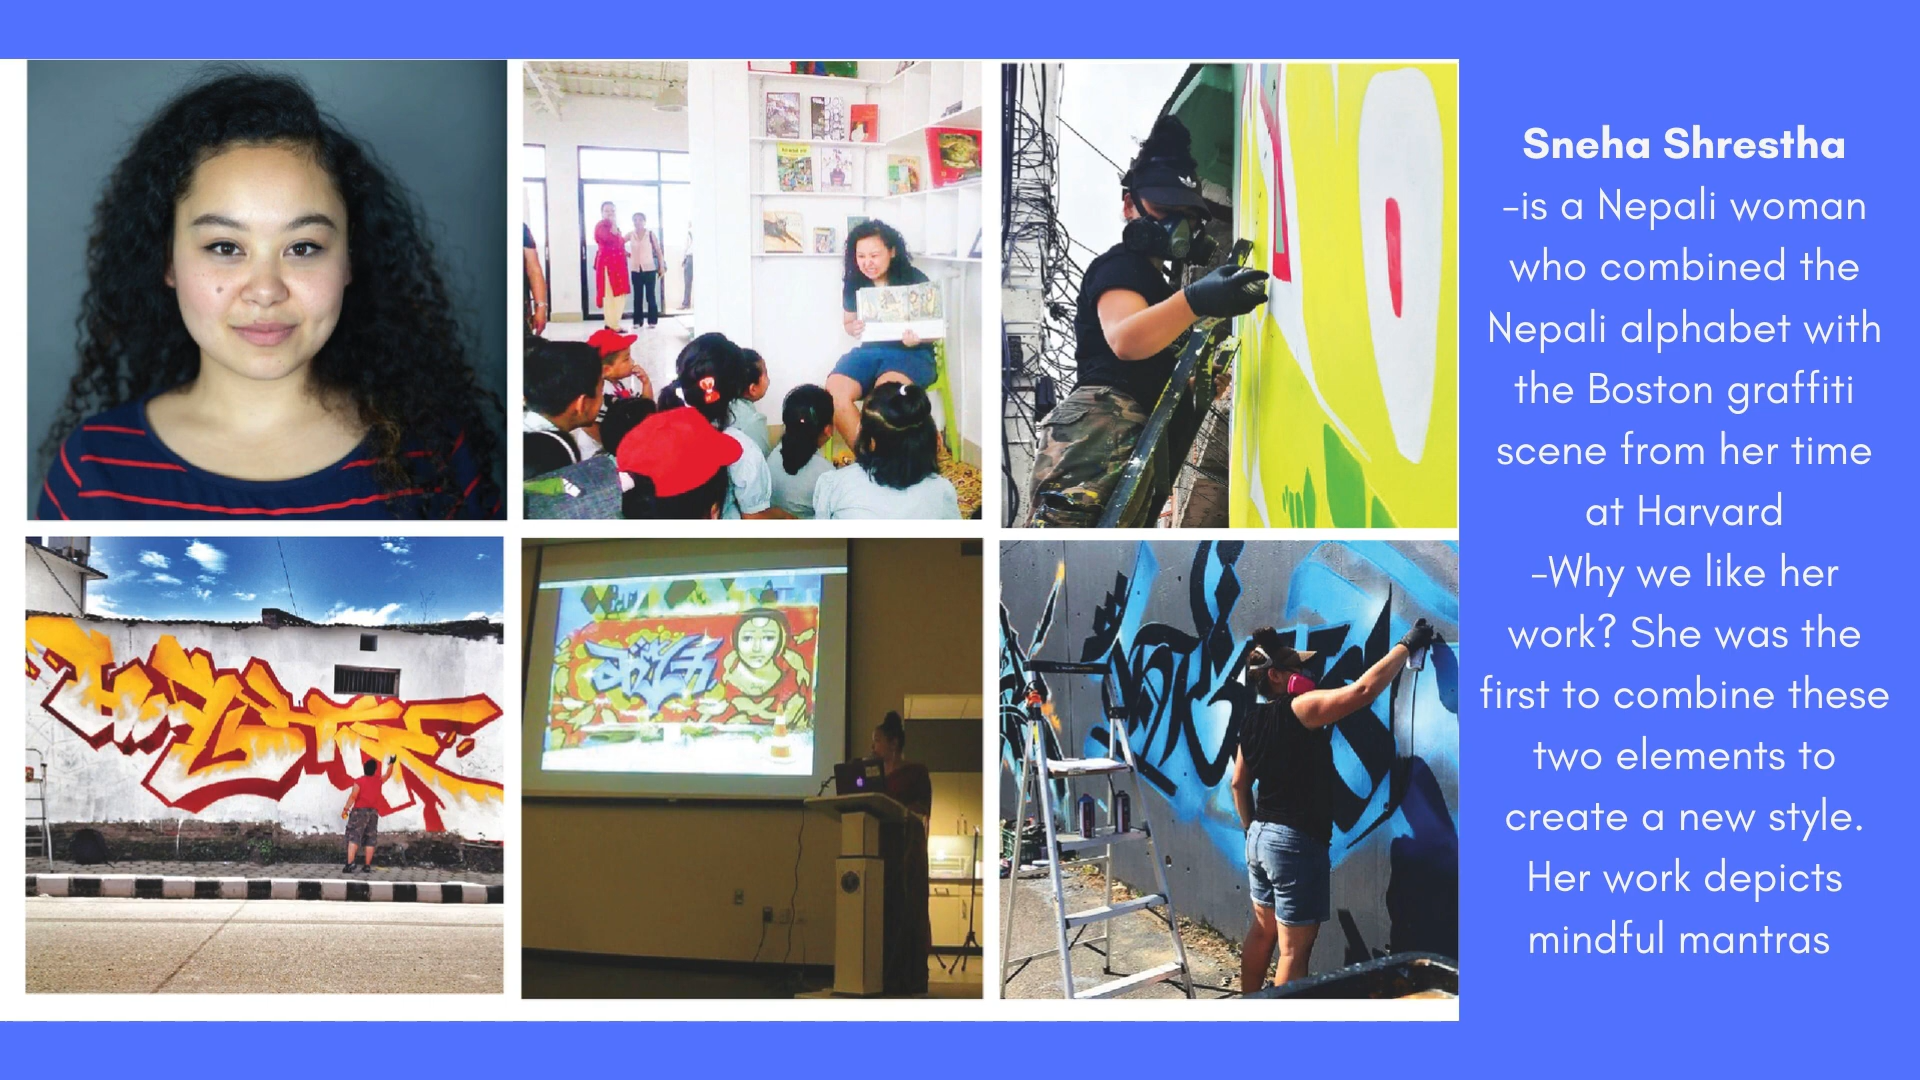 Sneha Shrestha
-is a Nepali woman
who combined the
Nepali alphabet with
the Boston graffiti
scene from her time
at Harvard
-Why we like her
work? She was the
first to combine these
two elements to
create a new style.
Her work depicts
mindful mantras